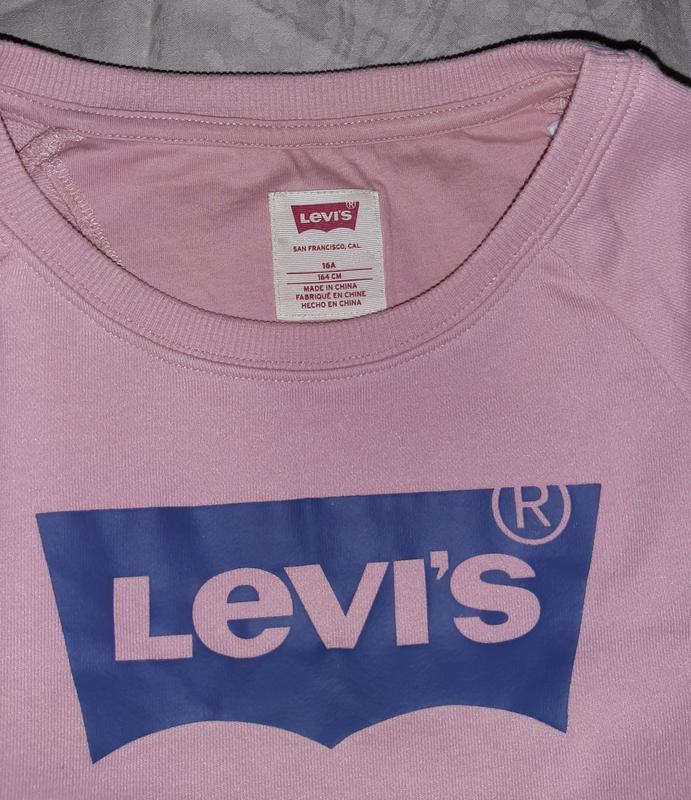 LEVI'S®
SAN FRANCISCO, CAL.
16A
164 CM
MADE IN CHINA
FABRIQUÉ EN CHINE
HECHO EN CHINA
LEVI'S®